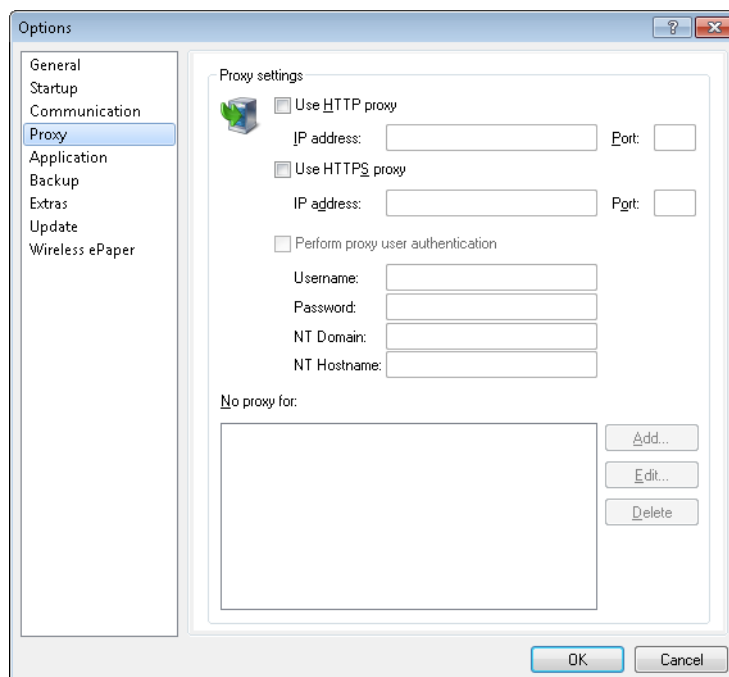 Options
?
General
Startup
Communication
Proxy
Application
Backup
Extras
Update
Wireless ePaper
Proxy settings
Use HTTP proxy
IP address: Port:
Use HTTPS proxy
IP address: Port:
Perform proxy user authentication
Username:
Password:
NT Domain:
NT Hostname:
No proxy for:
Add...
Edit...
Delete
OK Cancel